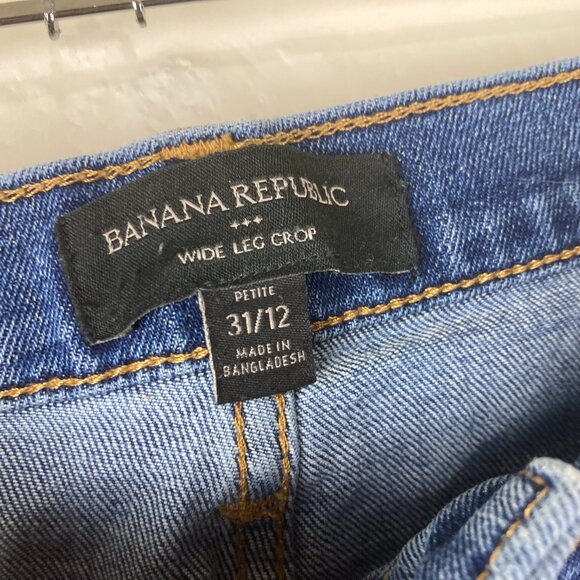 BANANA REPUBLIC
WIDE LEG CROP
PETITE
31/12
MADE IN
BANGLADESH